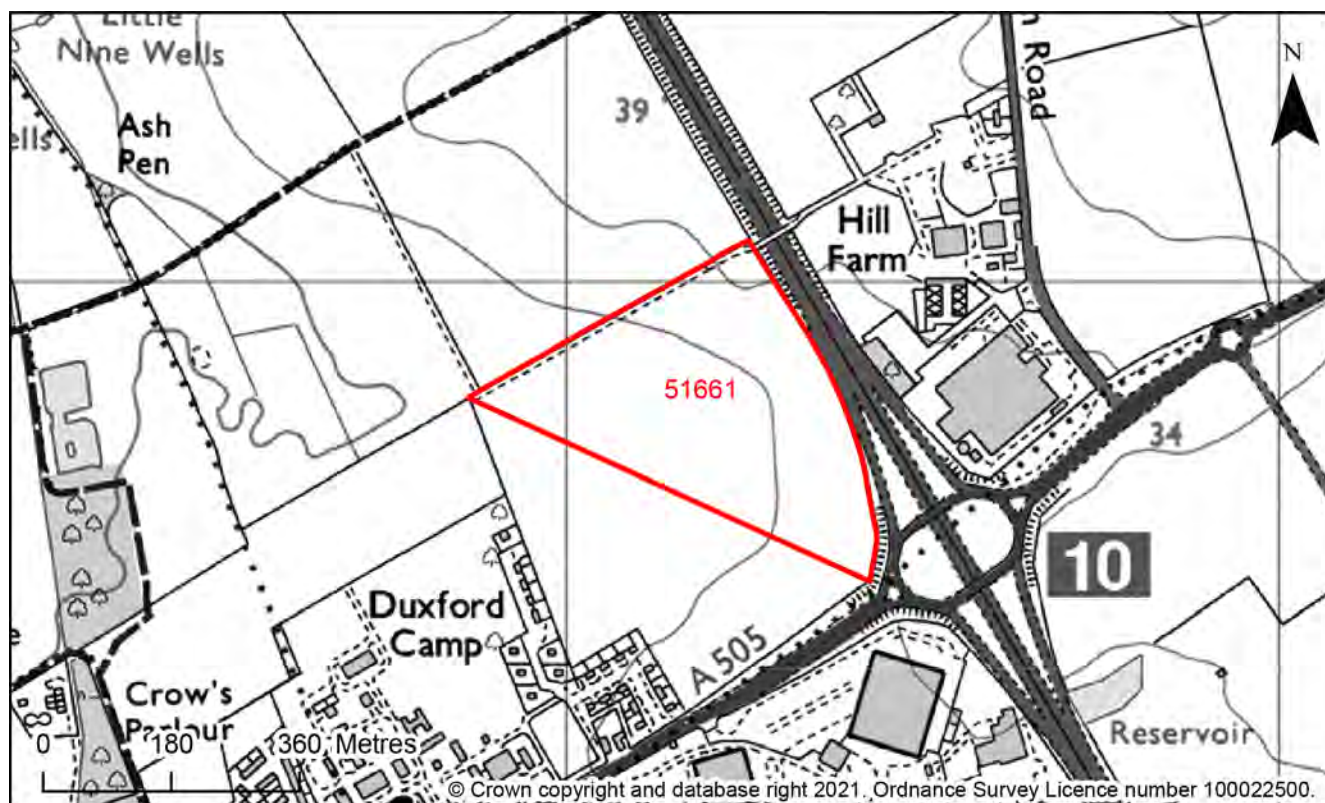 Little
Nine Wells
N
39
Road
Ash
Pen
Hill
Farm
51661
34
10
Duxford
Camp
A 505
Crow's
Parlour
Reservoir
0 180 360 Metres
© Crown copyright and database right 2021. Ordnance Survey Licence number 100022500.